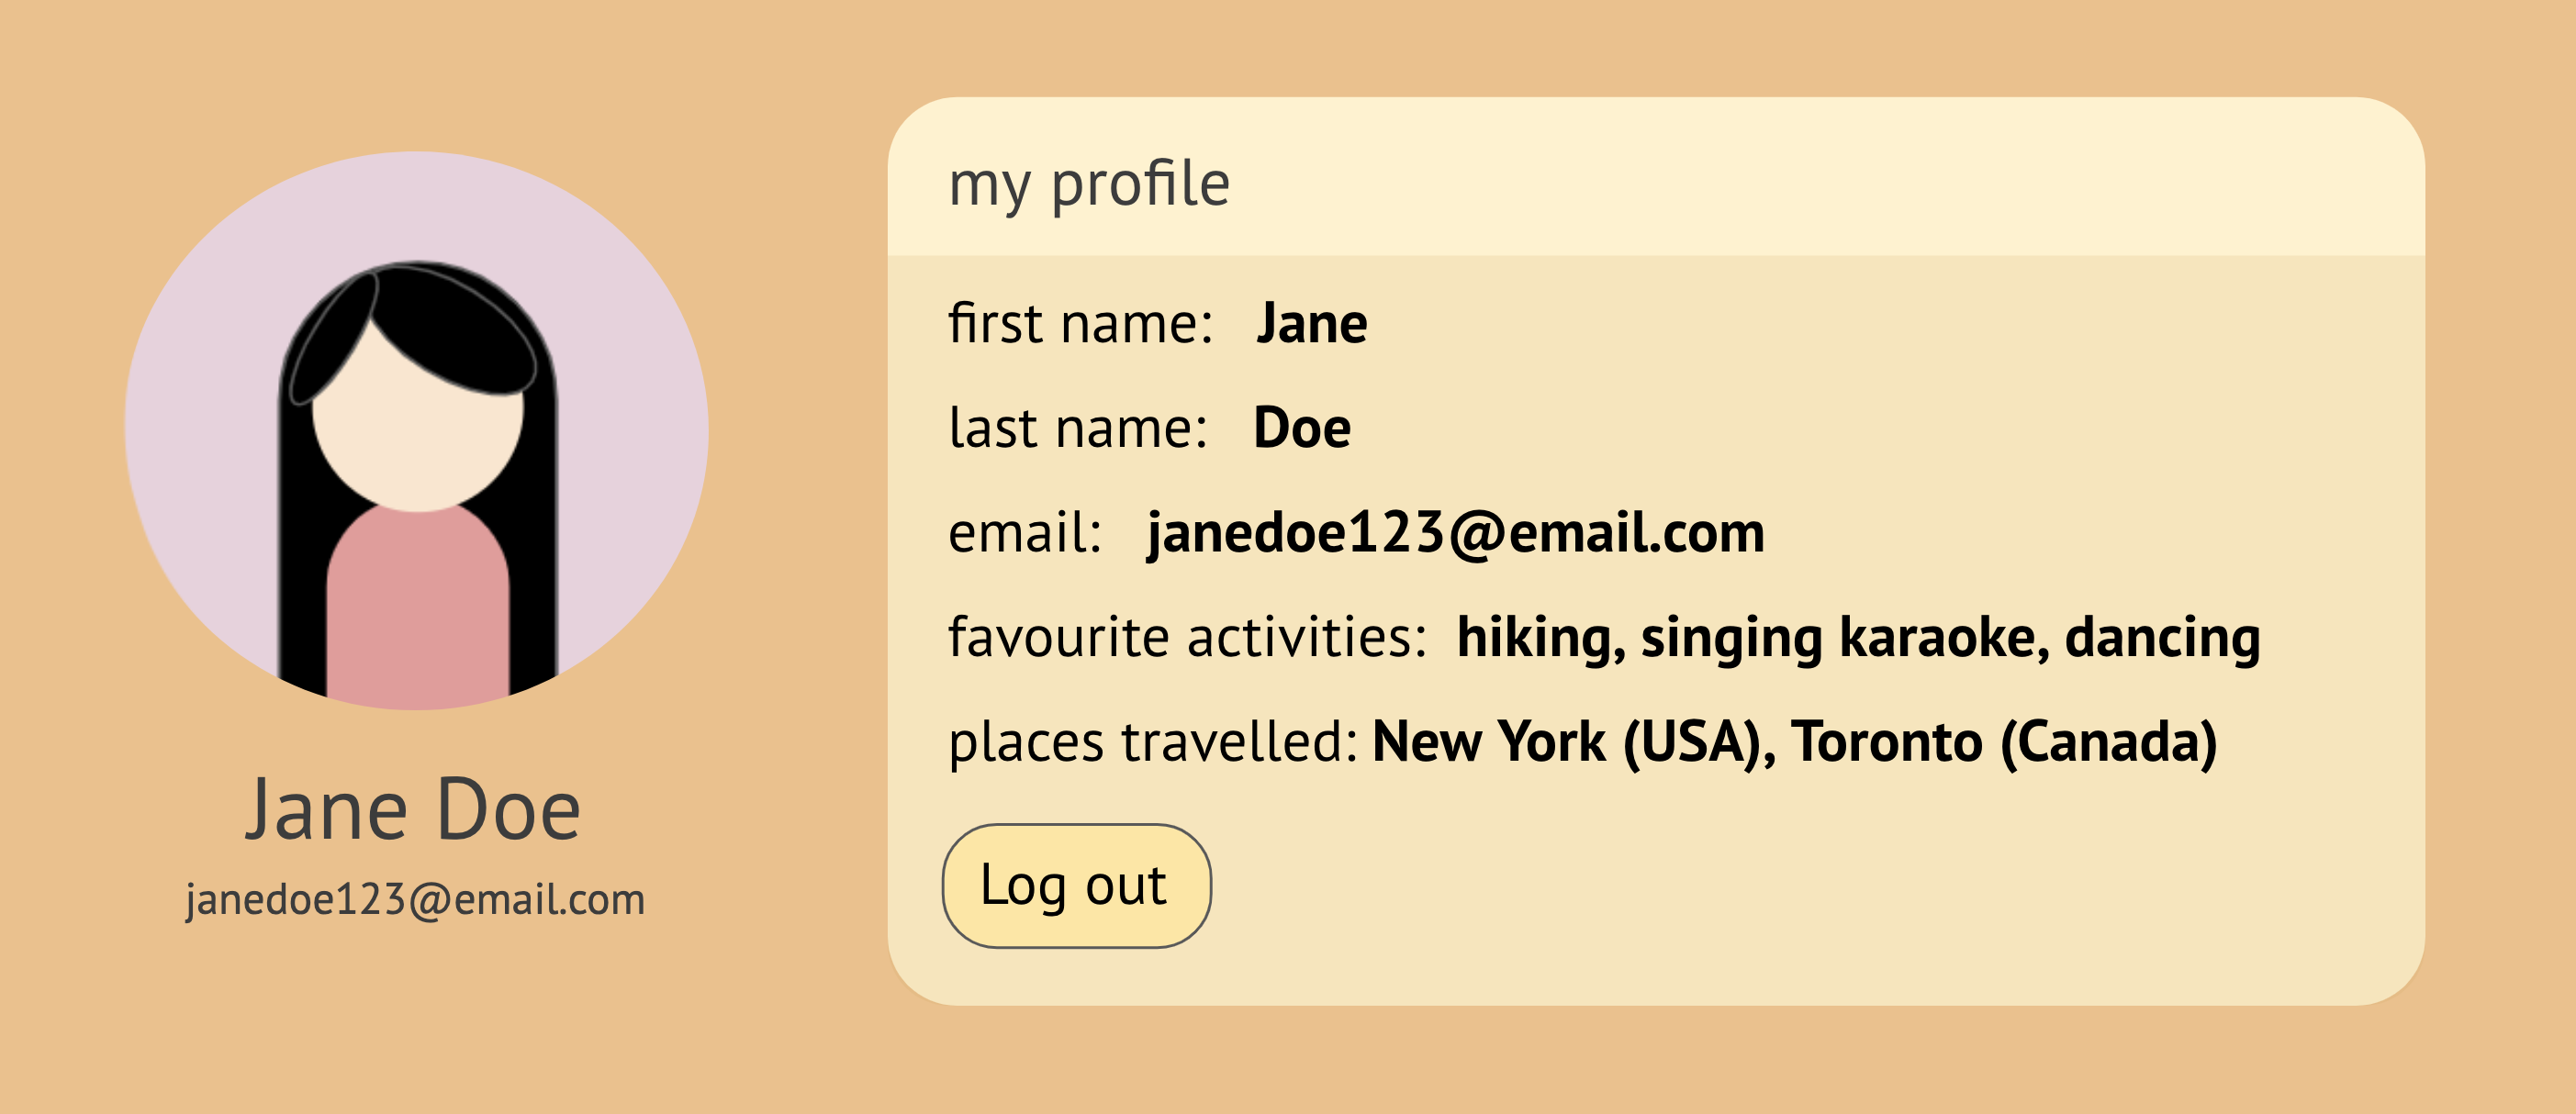 Jane Doe
janedoe123@email.com
my profile
first name: Jane
last name: Doe
email: janedoe123@email.com
favourite activities: hiking, singing karaoke, dancing
places travelled: New York (USA), Toronto (Canada)
Log out